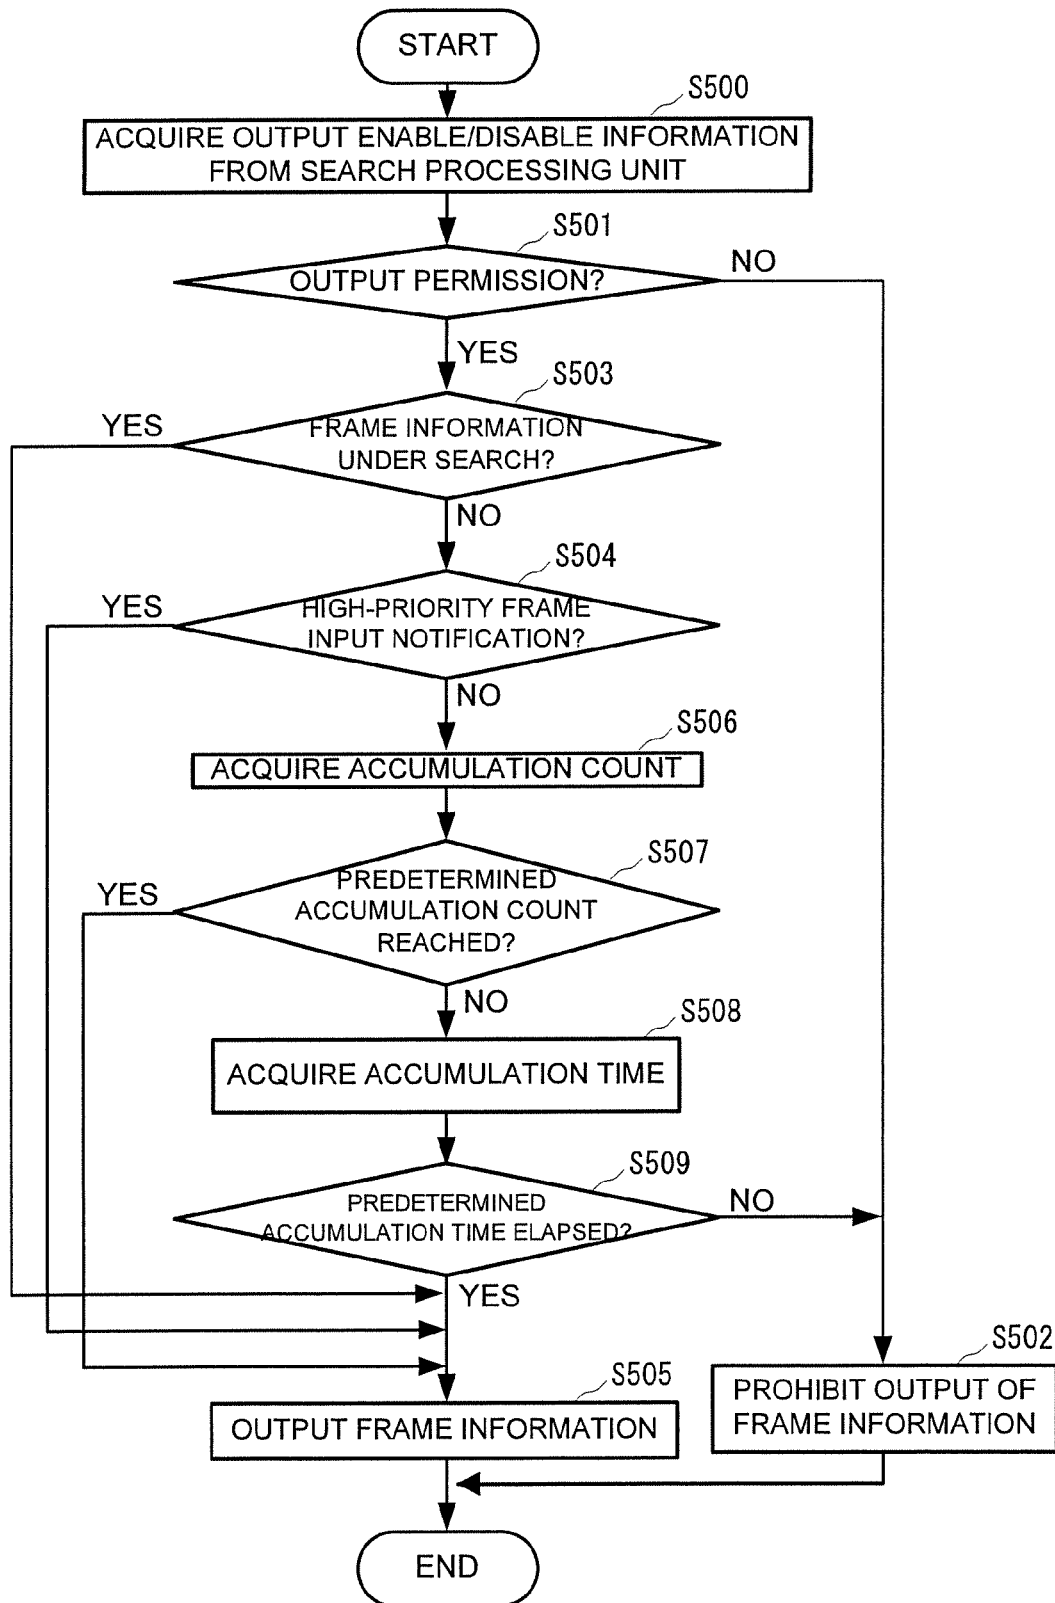 START
S500
ACQUIRE OUTPUT ENABLE/DISABLE INFORMATION
FROM SEARCH PROCESSING UNIT
S501
OUTPUT PERMISSION?
NO
YES
S503
FRAME INFORMATION
UNDER SEARCH?
YES
NO
S504
HIGH-PRIORITY FRAME
INPUT NOTIFICATION?
YES
NO
S506
ACQUIRE ACCUMULATION COUNT
S507
PREDETERMINED
ACCUMULATION COUNT
REACHED?
YES
NO
S508
ACQUIRE ACCUMULATION TIME
S509
PREDETERMINED
ACCUMULATION TIME ELAPSED?
NO
YES
S505
OUTPUT FRAME INFORMATION
S502
PROHIBIT OUTPUT OF
FRAME INFORMATION
END